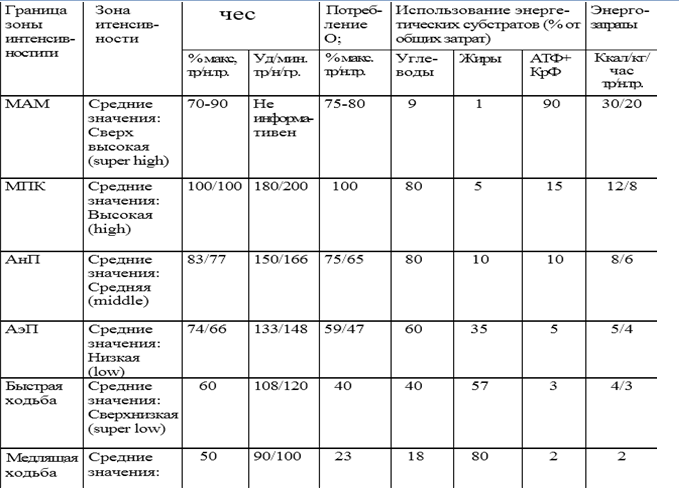 Граница Зона чес Потреб- Использование энерге- Энерго-
зоны итенсив- ление тических субстратов (% от затраты
интенсив- ности О; общих затрат)
ностипи
% макс, Уд/мин. % макс. Угле- Жиры АТФ+ Ккал/кг/
тр/нлр. тр/н/гр. тр/нлр. воды КрФ час
тр/нлр.
МАМ Средние 70-90 Не 75-80 9 1 90 30/20
значения: информа-
Сверх тивен
высокая
(super high)
МПК Средние 100/100 180/200 100 80 5 15 12/8
значения:
Высокая
(high)
АнП Средние 83/77 150/166 75/65 80 10 10 8/6
значения:
Средняя
(middle)
АэП Средние 74/66 133/148 59/47 60 35 5 5/4
значения:
Низкая
(low)
Быстрая Средние 60 108/120 40 40 57 3 4/3
ходьба значения:
Сверхнизкая
(super low)
Медлящая Средние 50 90/100 23 18 80 2 2
ходьба значения: